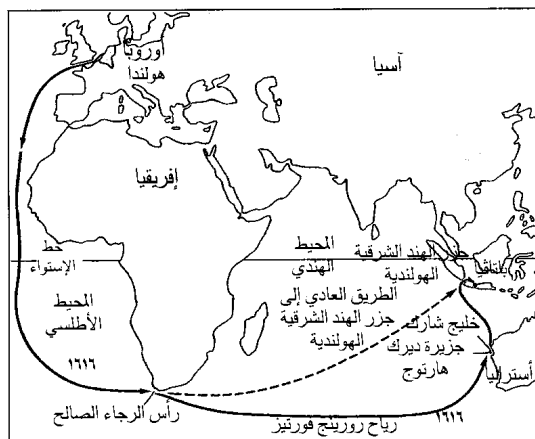 أوروبا
هولندا
آسيا
إفريقيا
خط
الإستواء
المحيط
الهندي
جزر الهند الشرقية
الهولندية
باتافيا
المحيط
الأطلسي
الطريق العادي إلى
جزر الهند الشرقية
الهولندية
خليج شارك
جزيرة ديرك
هارتوج
أستراليا
١٦١٦
رأس الرجاء الصالح
رياح رورينج فورتيز
١٦١٦